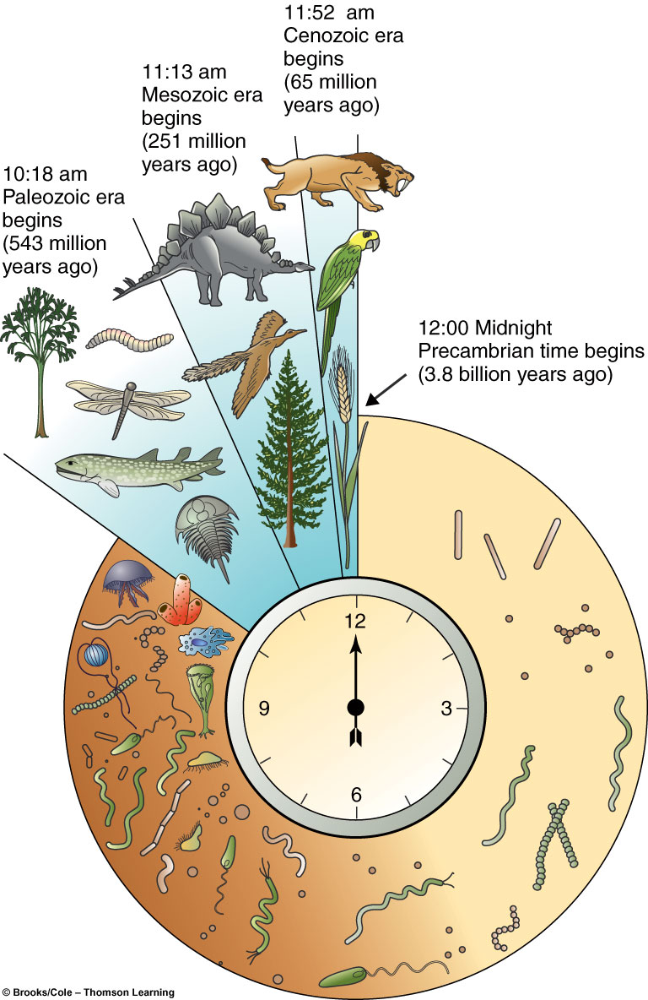 11:52 am
Cenozoic era
begins
(65 million
years ago)
11:13 am
Mesozoic era
begins
(251 million
years ago)
10:18 am
Paleozoic era
begins
(543 million
years ago)
12:00 Midnight
Precambrian time begins
(3.8 billion years ago)
12
9
3
6
© Brooks/Cole – Thomson Learning